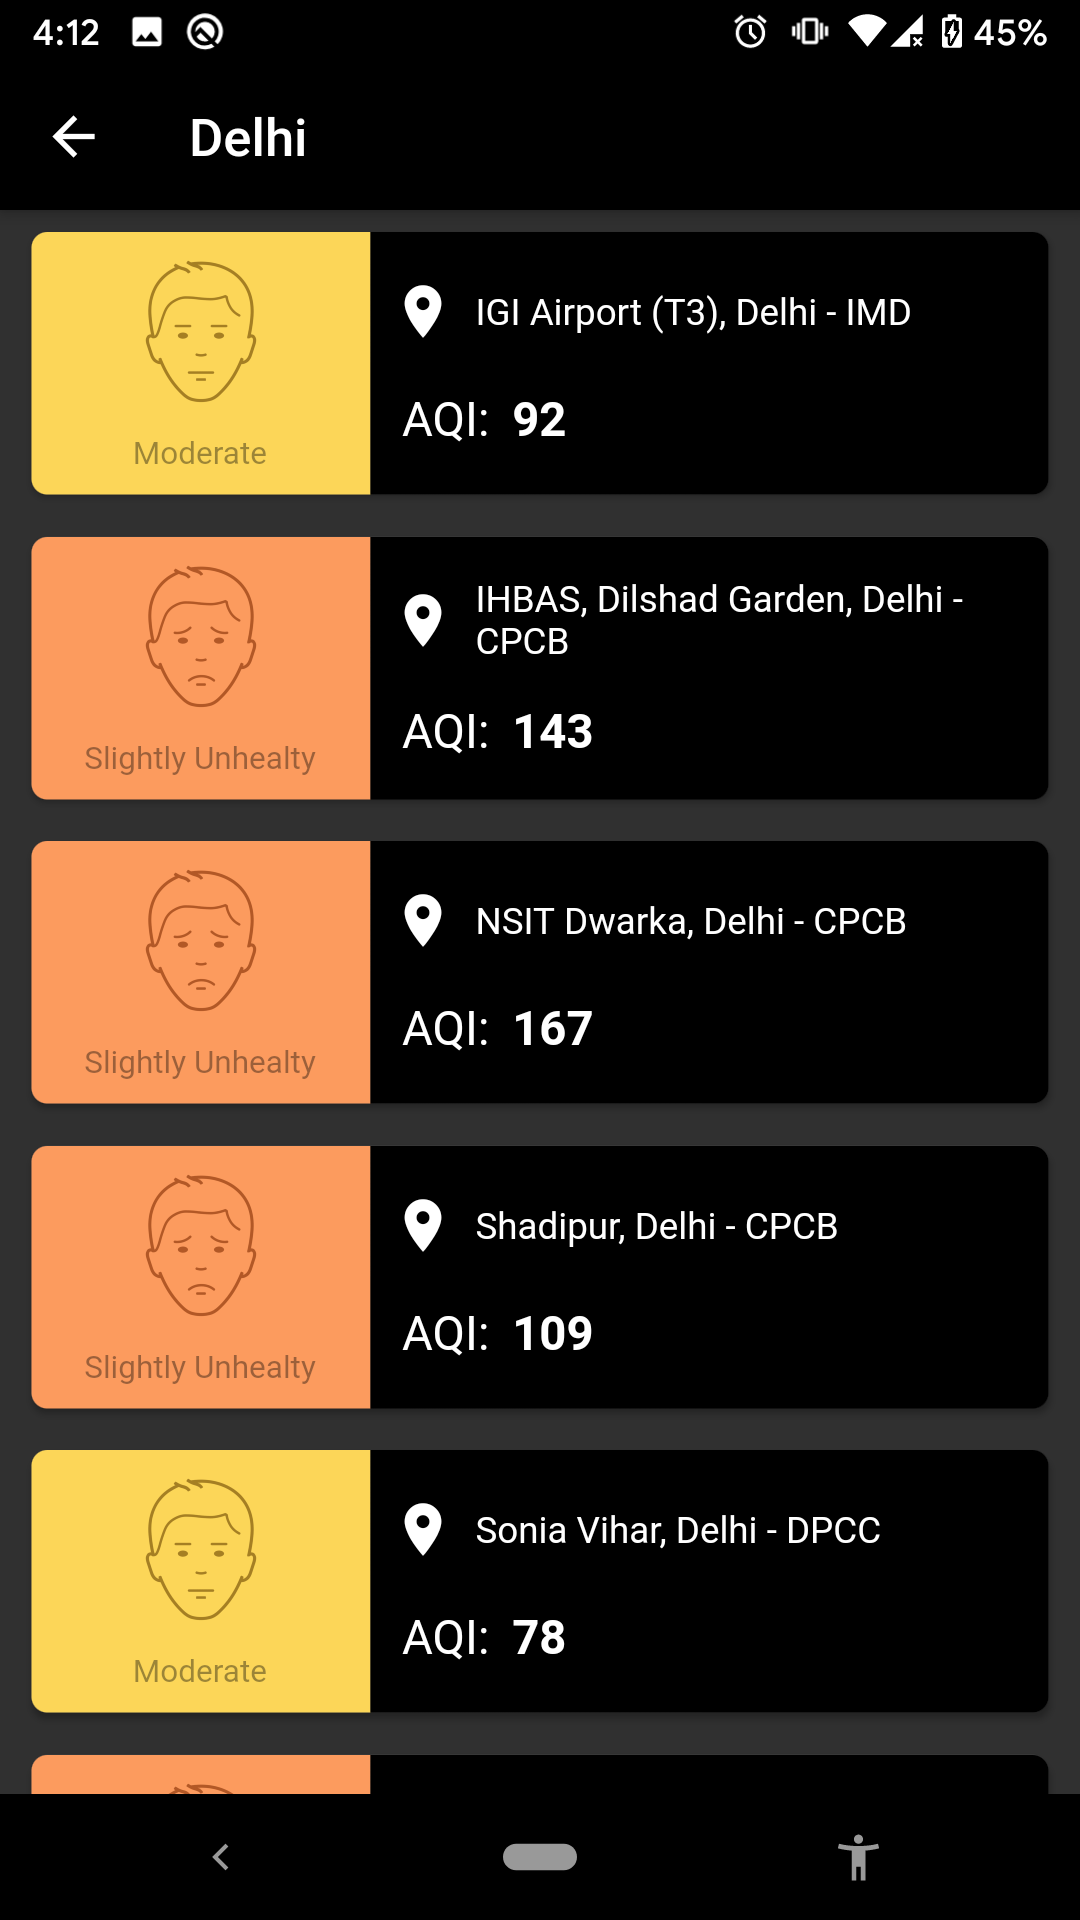 4:12
45%
Delhi
IGI Airport (T3), Delhi - IMD
AQI: 92
Moderate
IHBAS, Dilshad Garden, Delhi -
CPCB
AQI: 143
Slightly Unhealty
NSIT Dwarka, Delhi - CPCB
AQI: 167
Slightly Unhealty
Shadipur, Delhi - CPCB
AQI: 109
Slightly Unhealty
Sonia Vihar, Delhi - DPCC
AQI: 78
Moderate